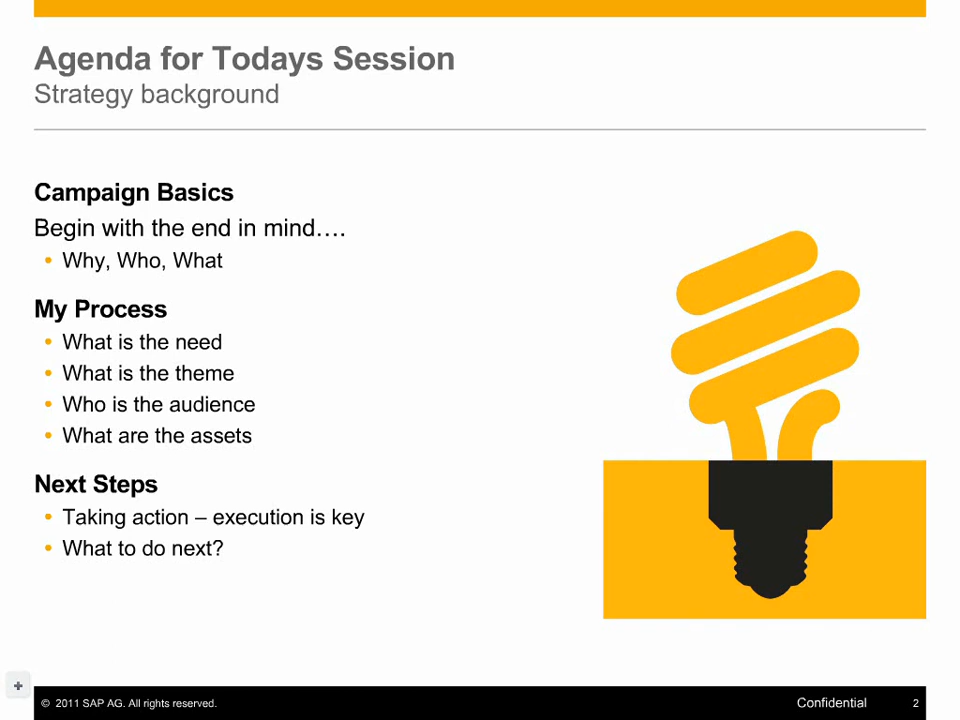 Agenda for Todays Session
Strategy background
Campaign Basics
Begin with the end in mind….
• Why, Who, What
My Process
• What is the need
• What is the theme
• Who is the audience
• What are the assets
Next Steps
• Taking action – execution is key
• What to do next?
© 2011 SAP AG. All rights reserved.
Confidential
2